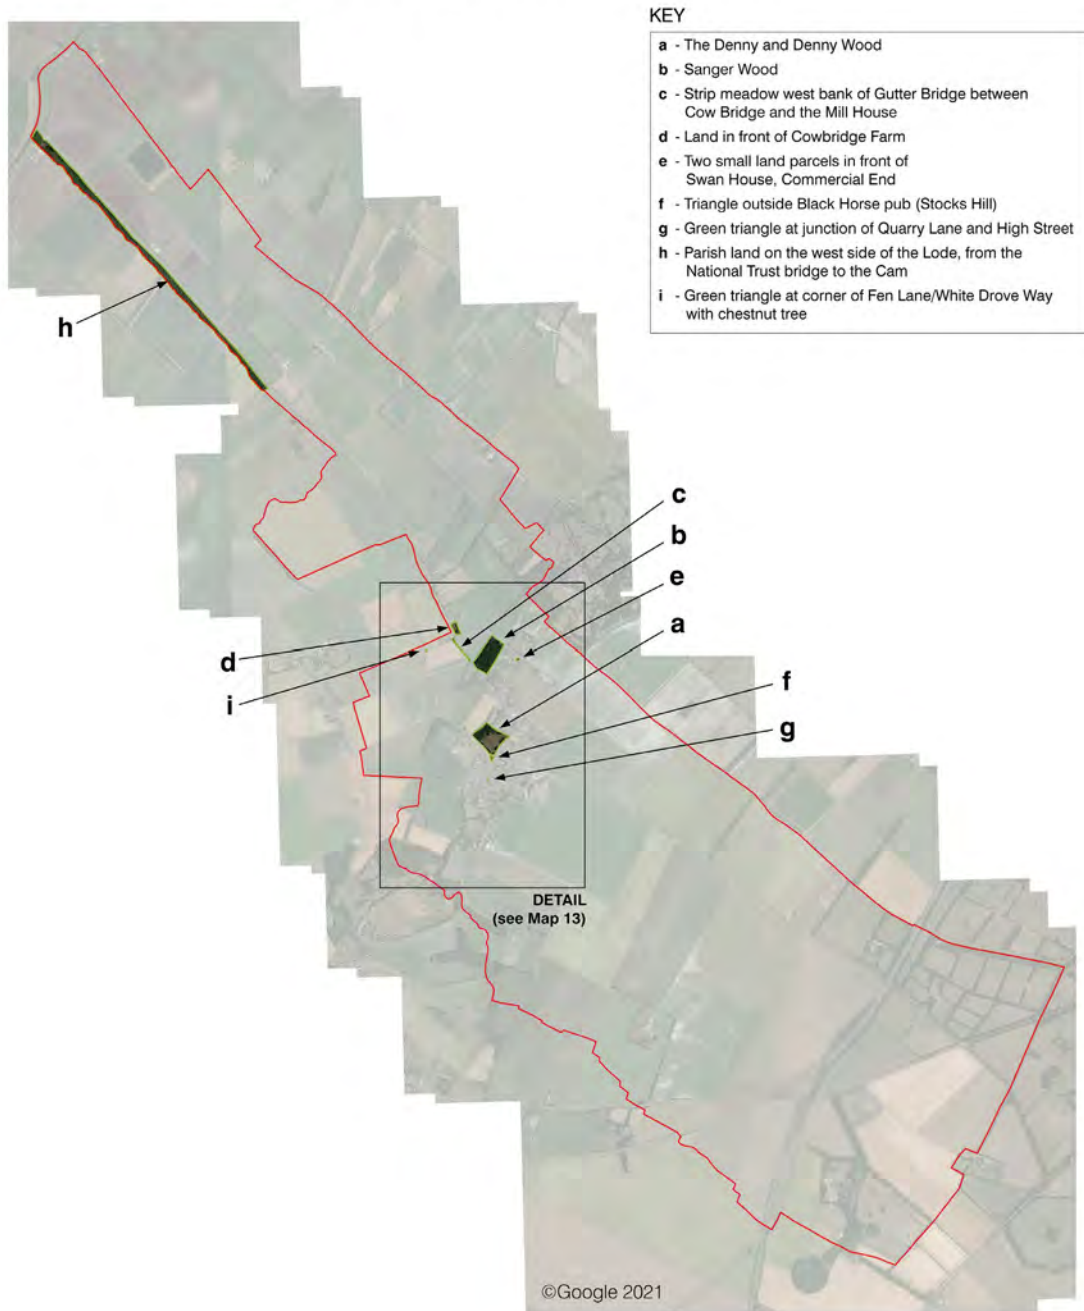 KEY
a - The Denny and Denny Wood
b - Sanger Wood
c - Strip meadow west bank of Gutter Bridge between
Cow Bridge and the Mill House
d - Land in front of Cowbridge Farm
e - Two small land parcels in front of
Swan House, Commercial End
f - Triangle outside Black Horse pub (Stocks Hill)
g - Green triangle at junction of Quarry Lane and High Street
h - Parish land on the west side of the Lode, from the
National Trust bridge to the Cam
i - Green triangle at corner of Fen Lane/White Drove Way
with chestnut tree
h
c
b
e
a
d
i
f
g
DETAIL
(see Map 13)
©Google 2021